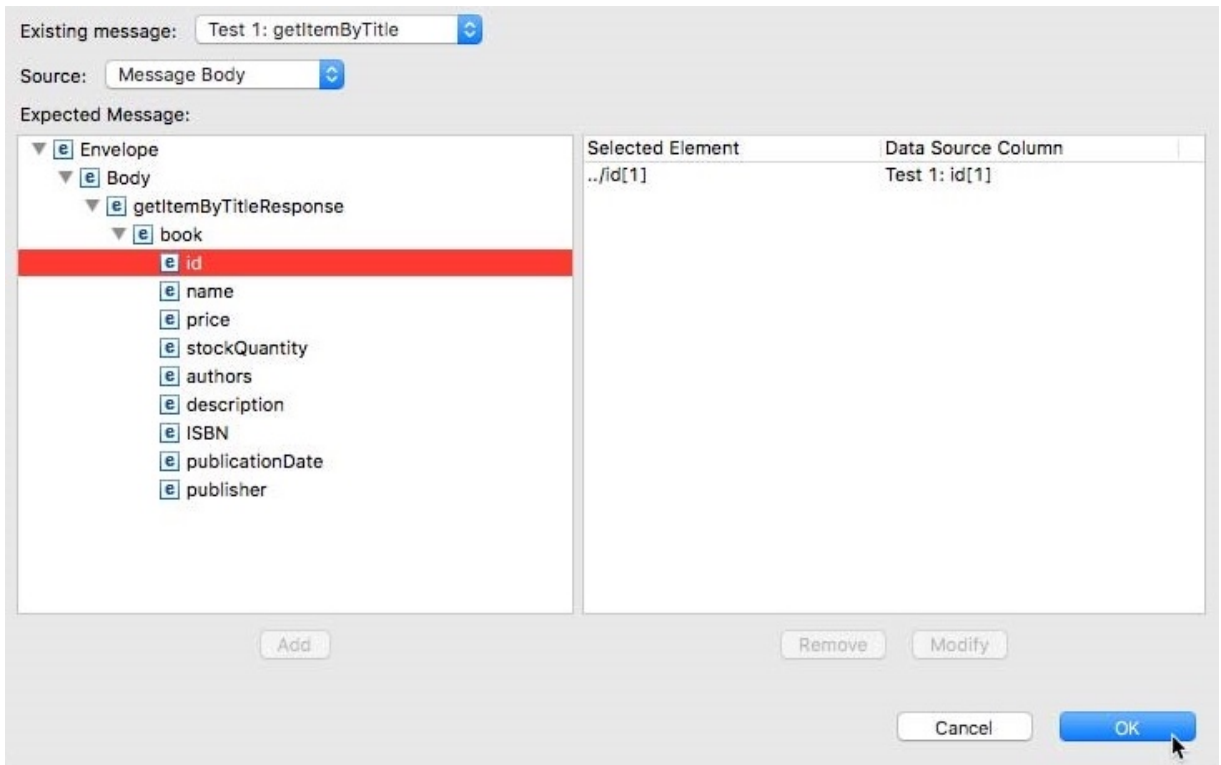 Existing message: Test 1: getItemByTitle
Source: Message Body
Expected Message:
e Envelope
e Body
e getItemByTitleResponse
e book
e id
e name
e price
e stockQuantity
e authors
e description
e ISBN
e publicationDate
e publisher
Selected Element Data Source Column
../id[1] Test 1: id[1]
Add
Remove Modify
Cancel OK